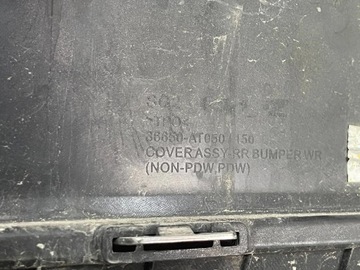 86650-AT050 / 150
COVER ASSY-RR BUMPER WR
(NON-PDW,PDW)